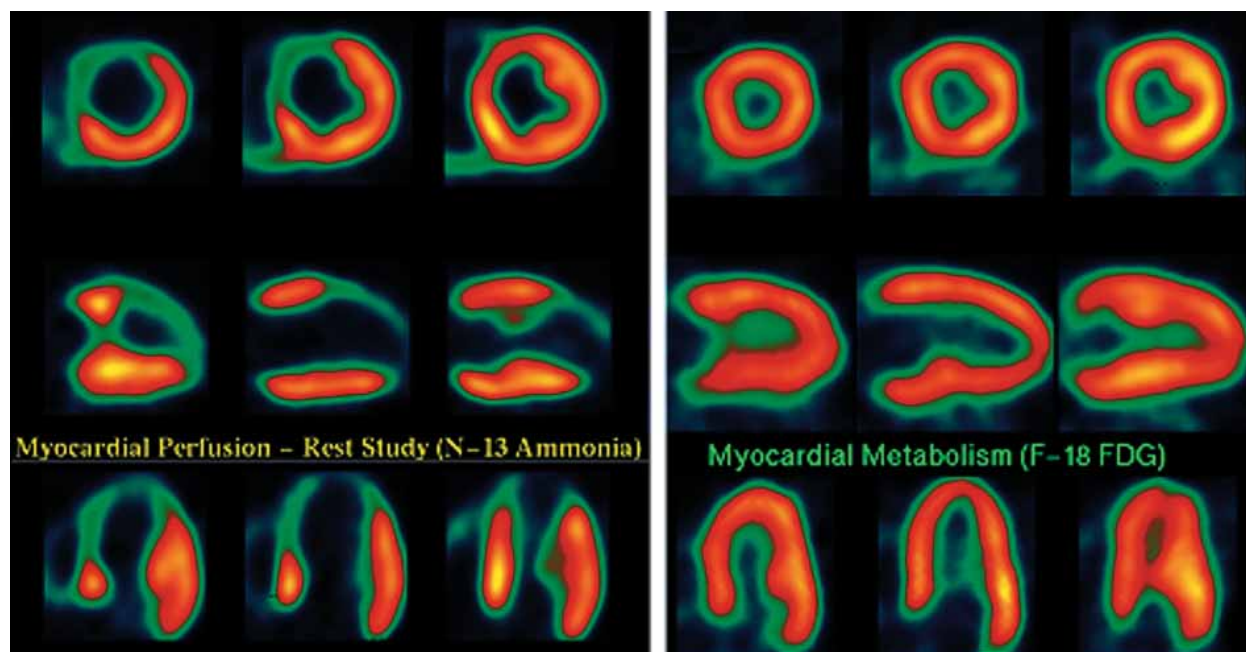 Myocardial Perfusion – Rest Study (N–13 Ammonia)
Myocardial Metabolism (F–18 FDG)